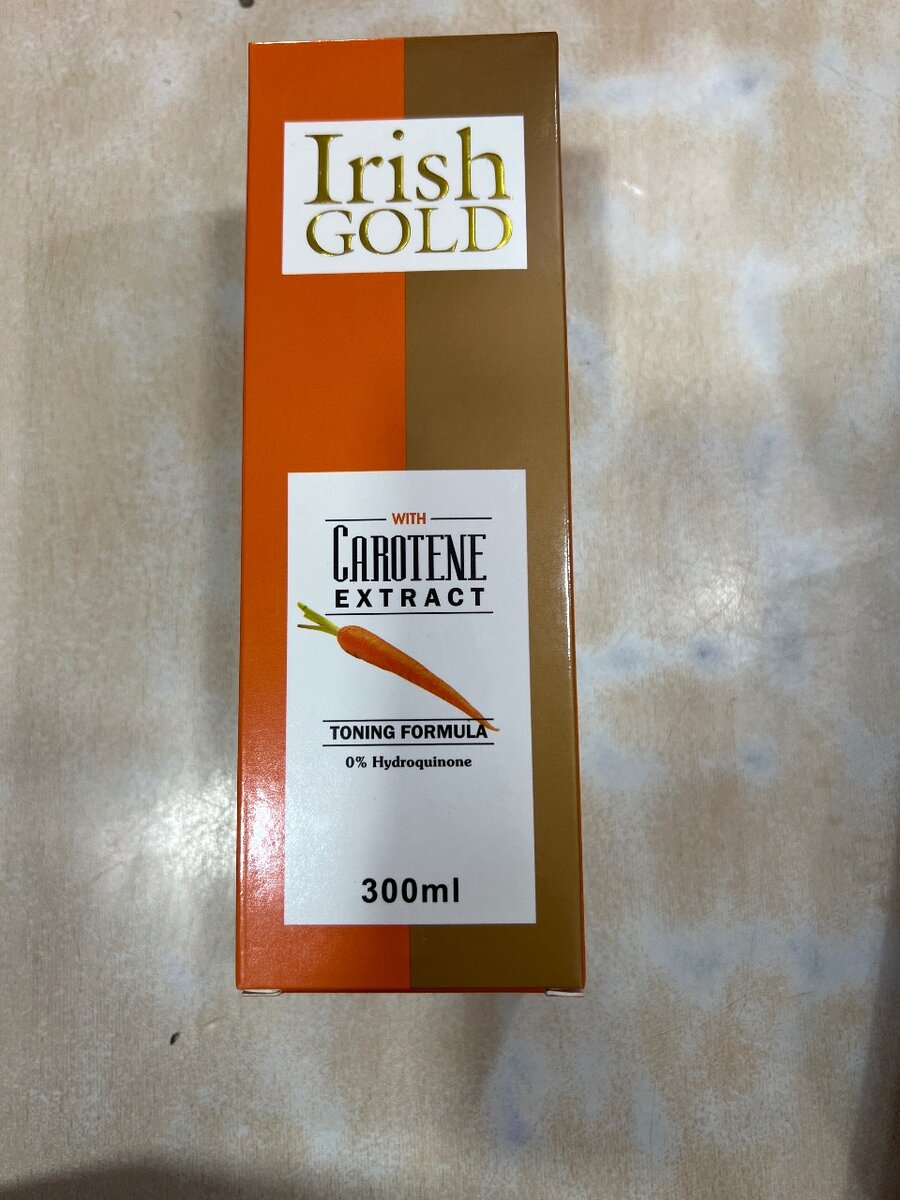 Irish
GOLD
WITH
CAROTENE
EXTRACT
TONING FORMULA
0% Hydroquinone
300ml